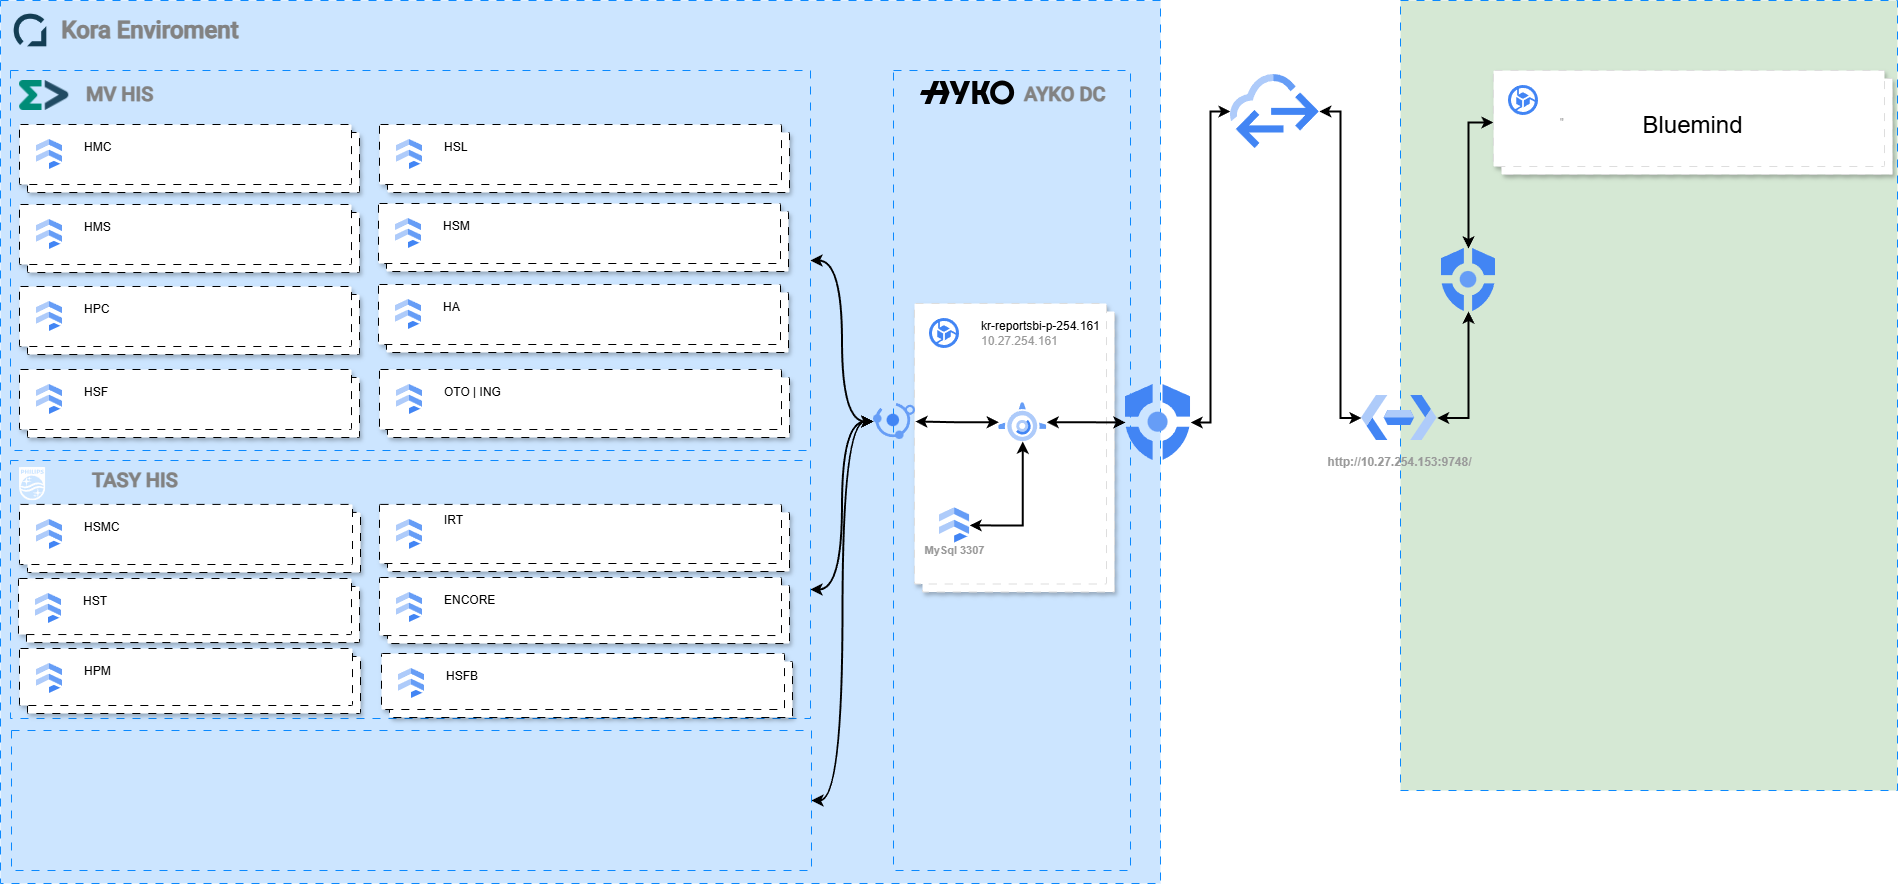 Kora Enviroment
MV HIS
HMC
HSL
HMS
HSM
HPC
HA
HSF
OTO | ING
PHILIPS
TASY HIS
HSMC
IRT
HST
ENCORE
HPM
HSFB
AYKO
AYKO DC
kr-reportsbi-p-254.161
10.27.254.161
MySql 3307
http://10.27.254.153:9748/
Bluemind